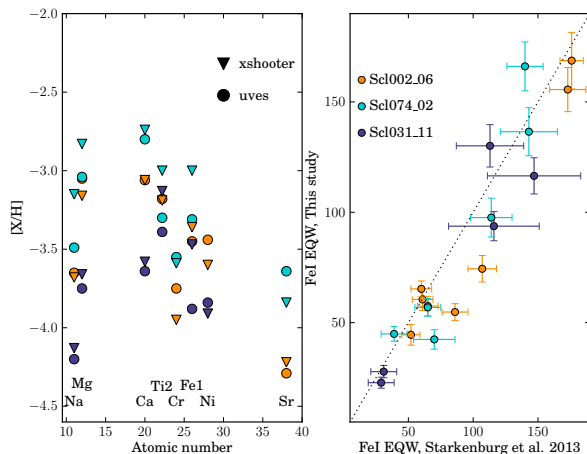 xshooter
uves
−2.0
−2.5
−3.0
−3.5
−4.0
−4.5
[X/H]
Mg
Na
Ti2 Fe1
Ca Cr Ni
Sr
10 15 20 25 30 35 40
Atomic number
Scl002_06
Scl074_02
Scl031_11
150
100
50
FeI EQW, This study
50 100 150
FeI EQW, Starkenburg et al. 2013